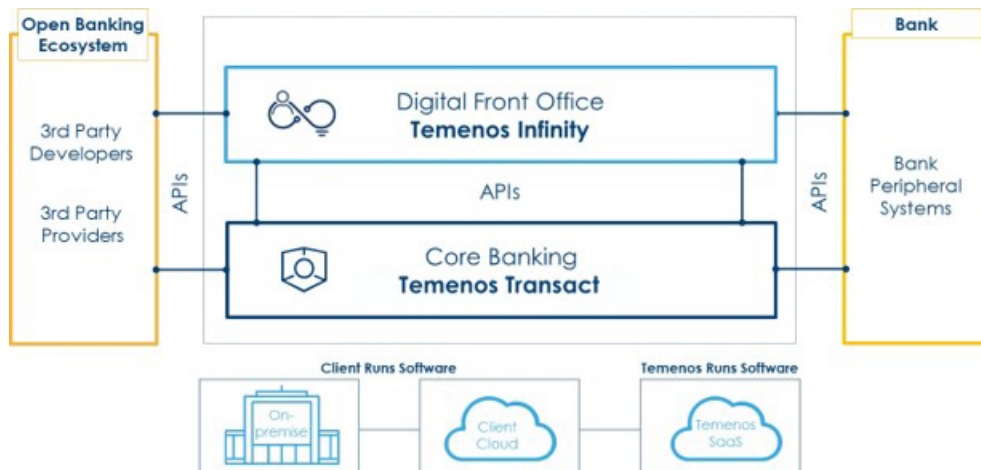 Open Banking
Ecosystem
3rd Party
Developers
3rd Party
Providers
APIs
Digital Front Office
Temenos Infinity
APIs
Core Banking
Temenos Transact
APIs
Bank
Bank
Peripheral
Systems
Client Runs Software
Temenos Runs Software
On-
premise
Client
Cloud
Temenos
SaaS